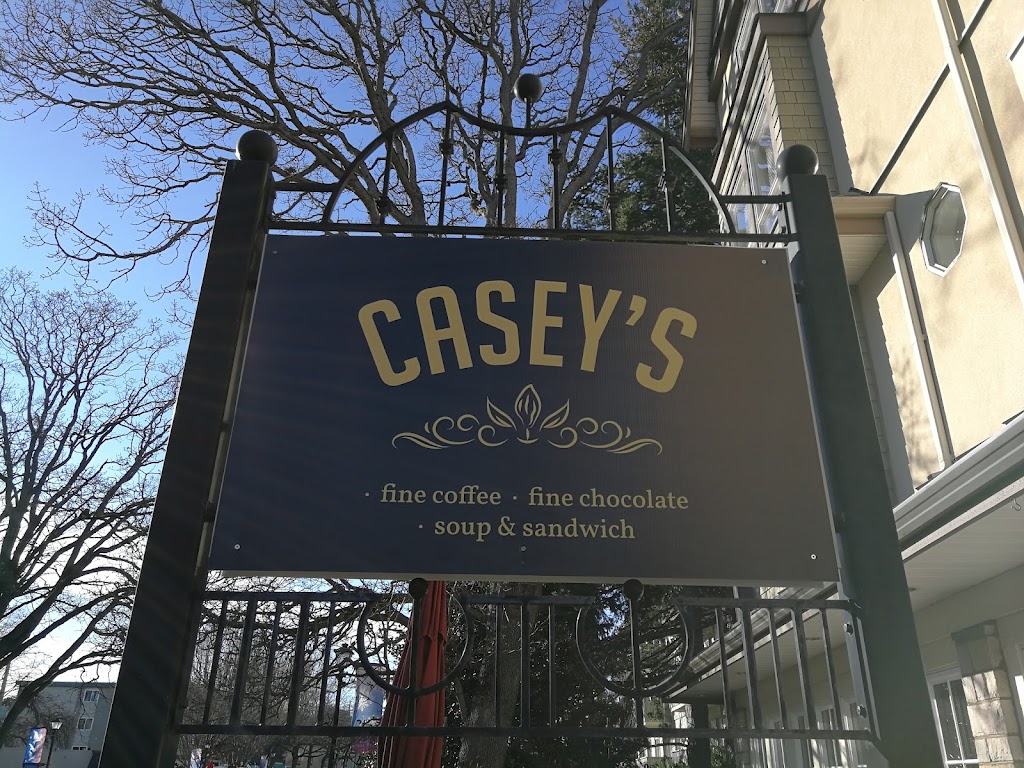 CASEY'S
· fine coffee · fine chocolate
· soup & sandwich